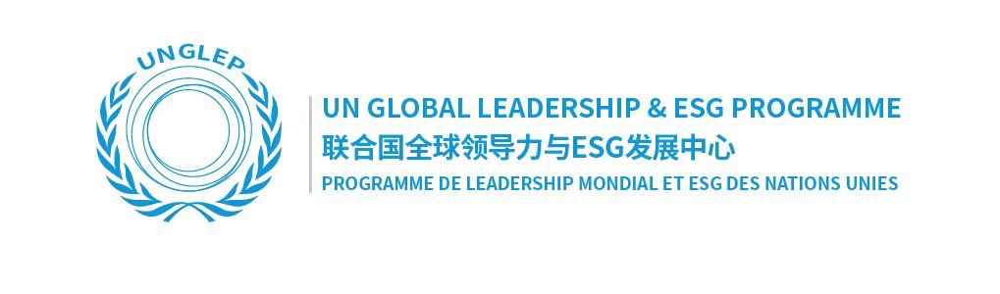 UNGLEP
UN GLOBAL LEADERSHIP & ESG PROGRAMME
联合国全球领导力与ESG发展中心
PROGRAMME DE LEADERSHIP MONDIAL ET ESG DES NATIONS UNIES